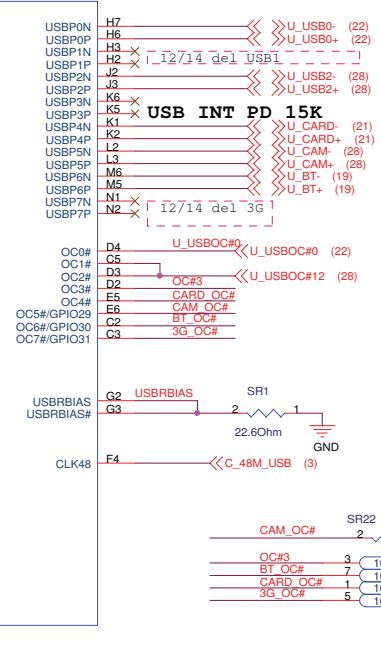 USBP0N H7 U_USB0- (22)
USBP0P H6 U_USB0+ (22)
USBP1N H3
USBP1P H2 12/14 del USB1
USBP2N J2 U_USB2- (28)
USBP2P J3 U_USB2+ (28)
USBP3N K6
USBP3P K5 USB INT PD 15K
USBP4N K1 U_CARD- (21)
USBP4P K2 U_CARD+ (21)
USBP5N L2 U_CAM- (28)
USBP5P L3 U_CAM+ (28)
USBP6N M6 U_BT- (19)
USBP6P M5 U_BT+ (19)
USBP7N N1
USBP7P N2 12/14 del 3G
OC0# D4 U_USBOC#0 U_USBOC#0 (22)
OC1# C5
OC2# D3 U_USBOC#12 (28)
OC3# D2 OC#3
OC4# E5 CARD_OC#
OC5#/GPIO29 E6 CAM_OC#
OC6#/GPIO30 C2 BT_OC#
OC7#/GPIO31 C3 3G_OC#
USBRBIAS G2 USBRBIAS SR1
USBRBIAS# G3 2 1
22.6Ohm
GND
CLK48 F4 C_48M_USB (3)
SR22
CAM_OC# 2
OC#3 3 10
BT_OC# 7 10
CARD_OC# 1 10
3G_OC# 5 10